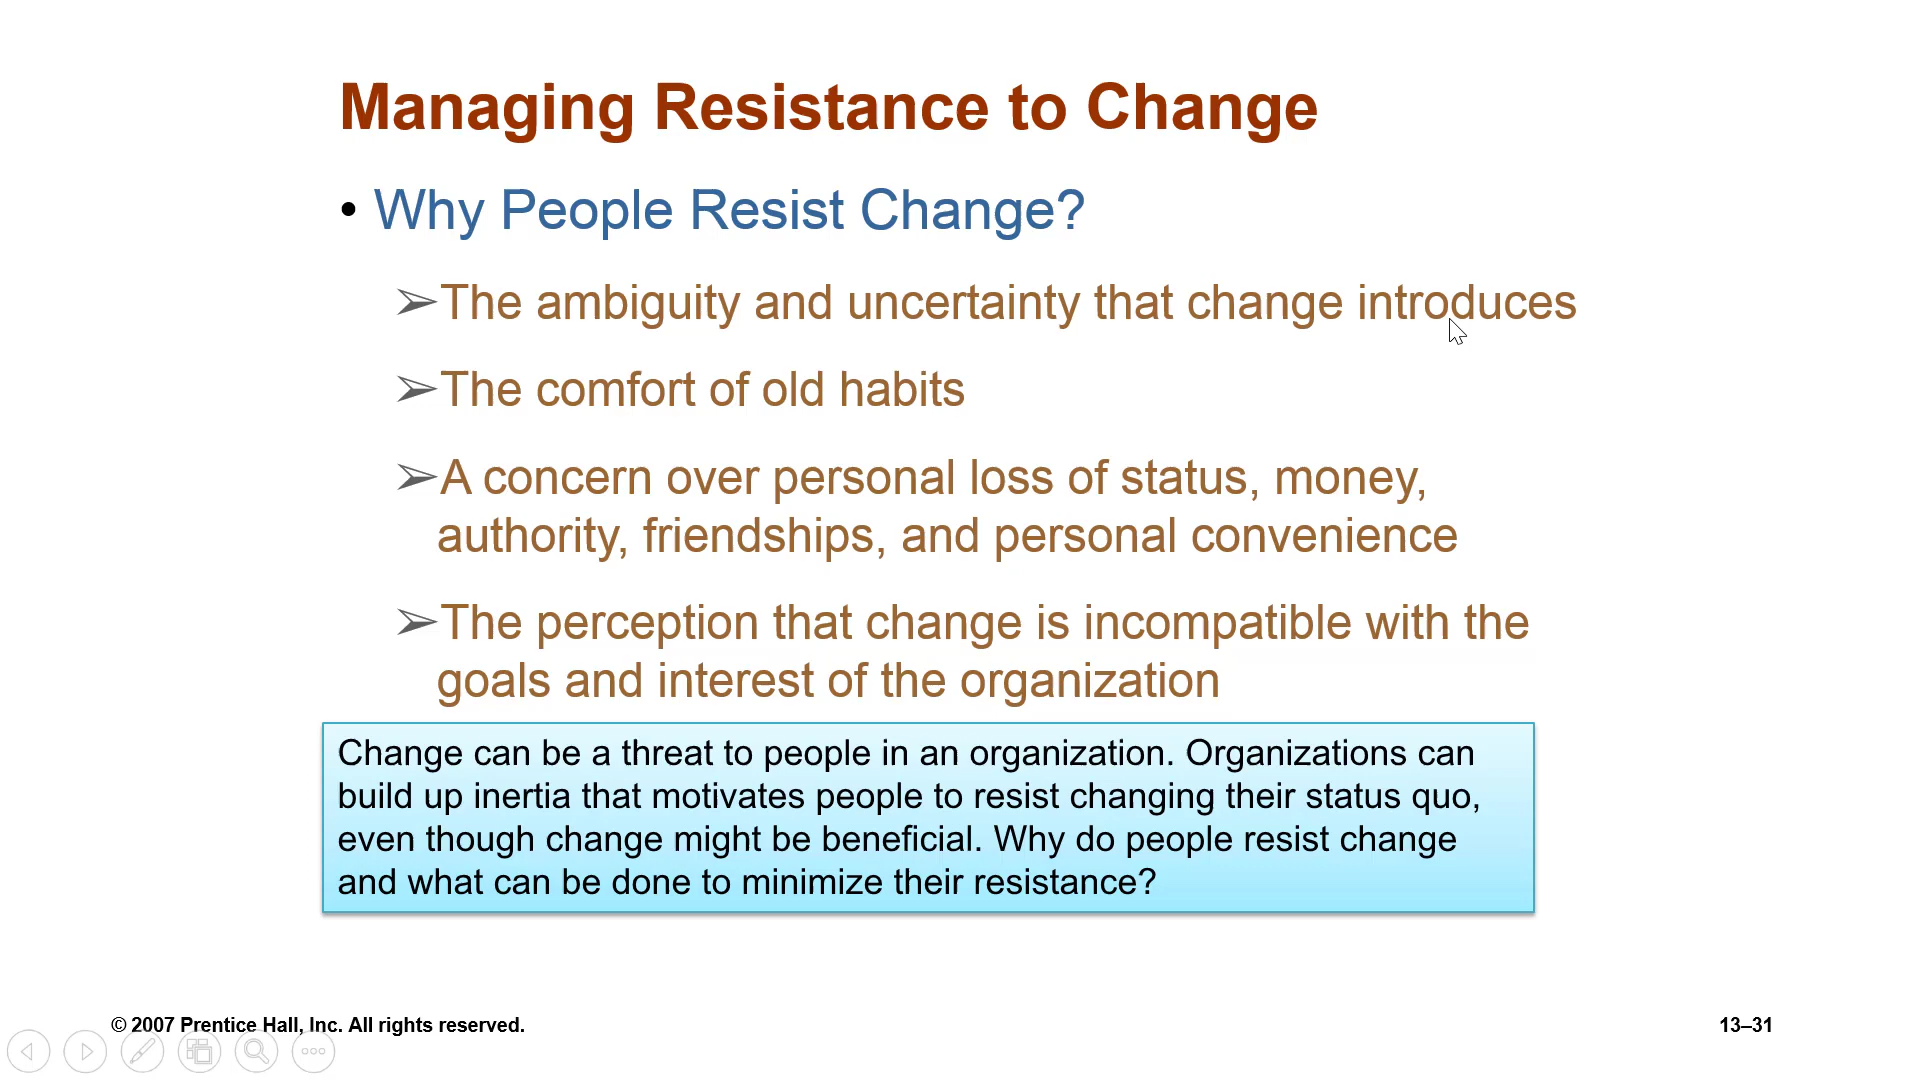 Managing Resistance to Change
• Why People Resist Change?
➢The ambiguity and uncertainty that change introduces
➢The comfort of old habits
➢A concern over personal loss of status, money,
authority, friendships, and personal convenience
➢The perception that change is incompatible with the
goals and interest of the organization
Change can be a threat to people in an organization. Organizations can
build up inertia that motivates people to resist changing their status quo,
even though change might be beneficial. Why do people resist change
and what can be done to minimize their resistance?
© 2007 Prentice Hall, Inc. All rights reserved.
13–31